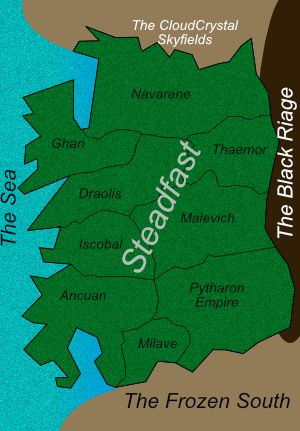 The CloudCrystal
Skyfields
Navarene
The Black Riage
Ghan
Thaemor
Steadfast
Draolis
The Sea
Malevich
Iscobal
Ancuan
Pytharon
Empire
Milave
The Frozen South